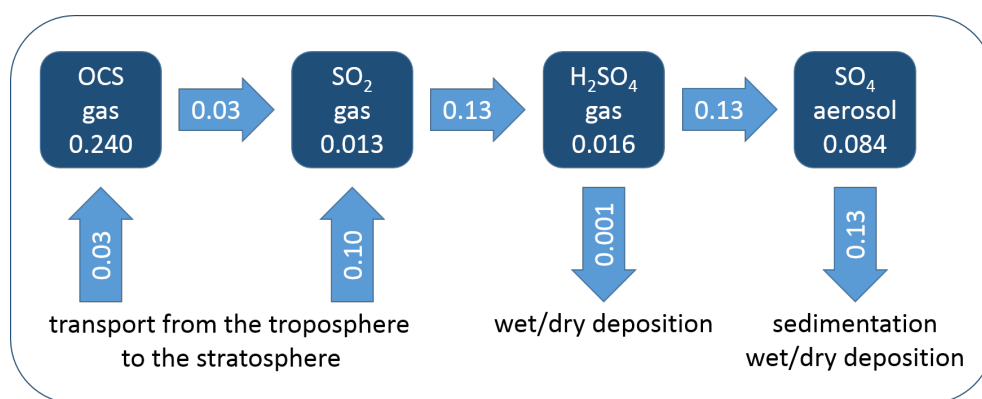 OCS
gas
0.240
0.03
SO₂
gas
0.013
0.13
H₂SO₄
gas
0.016
0.13
SO₄
aerosol
0.084
0.03
0.10
0.001
0.13
transport from the troposphere
to the stratosphere
wet/dry deposition
sedimentation
wet/dry deposition